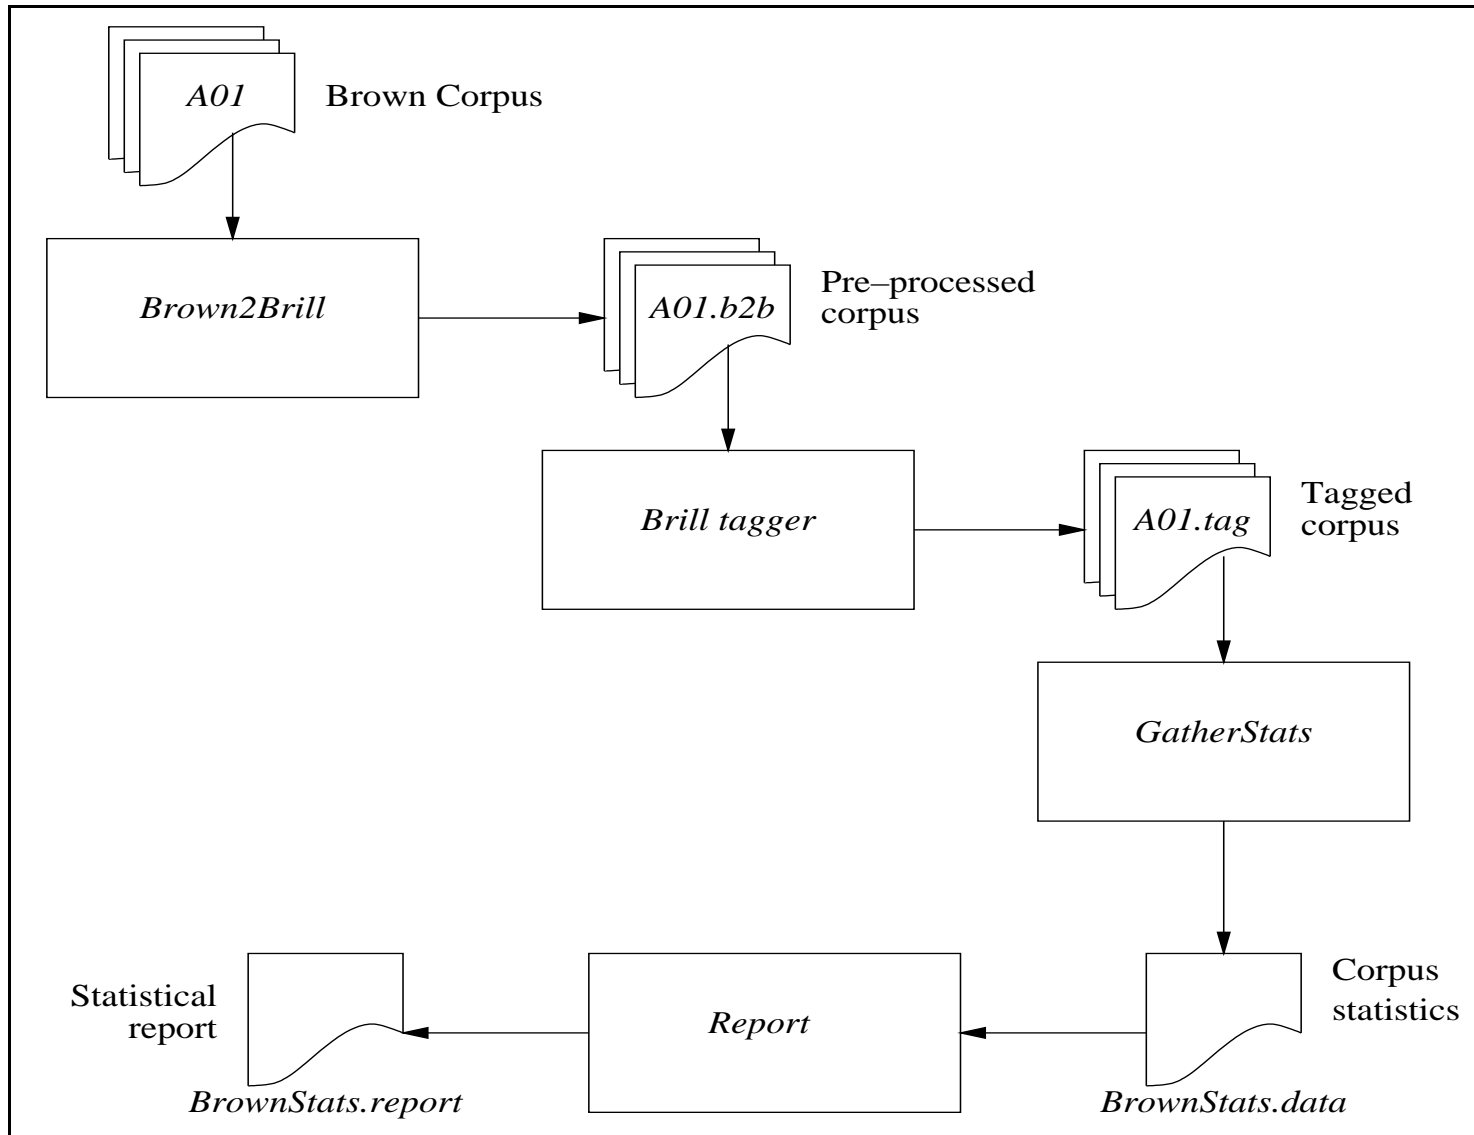 A01
Brown Corpus
Brown2Brill
A01.b2b
Pre–processed
corpus
Brill tagger
A01.tag
Tagged
corpus
GatherStats
Statistical
report
BrownStats.report
Report
Corpus
statistics
BrownStats.data